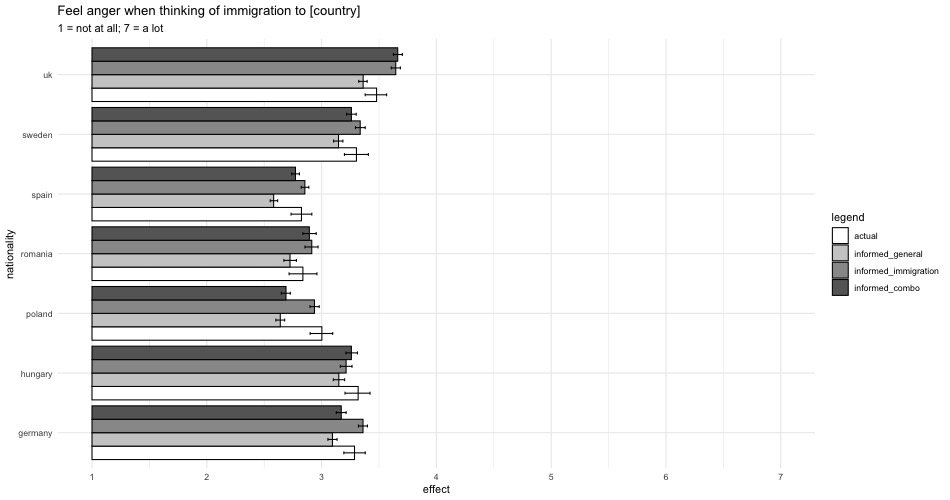 Feel anger when thinking of immigration to [country]
1 = not at all; 7 = a lot
uk
sweden
spain
romania
poland
hungary
germany
nationality
1 2 3 4 5 6 7
effect
legend
actual
informed_general
informed_immigration
informed_combo